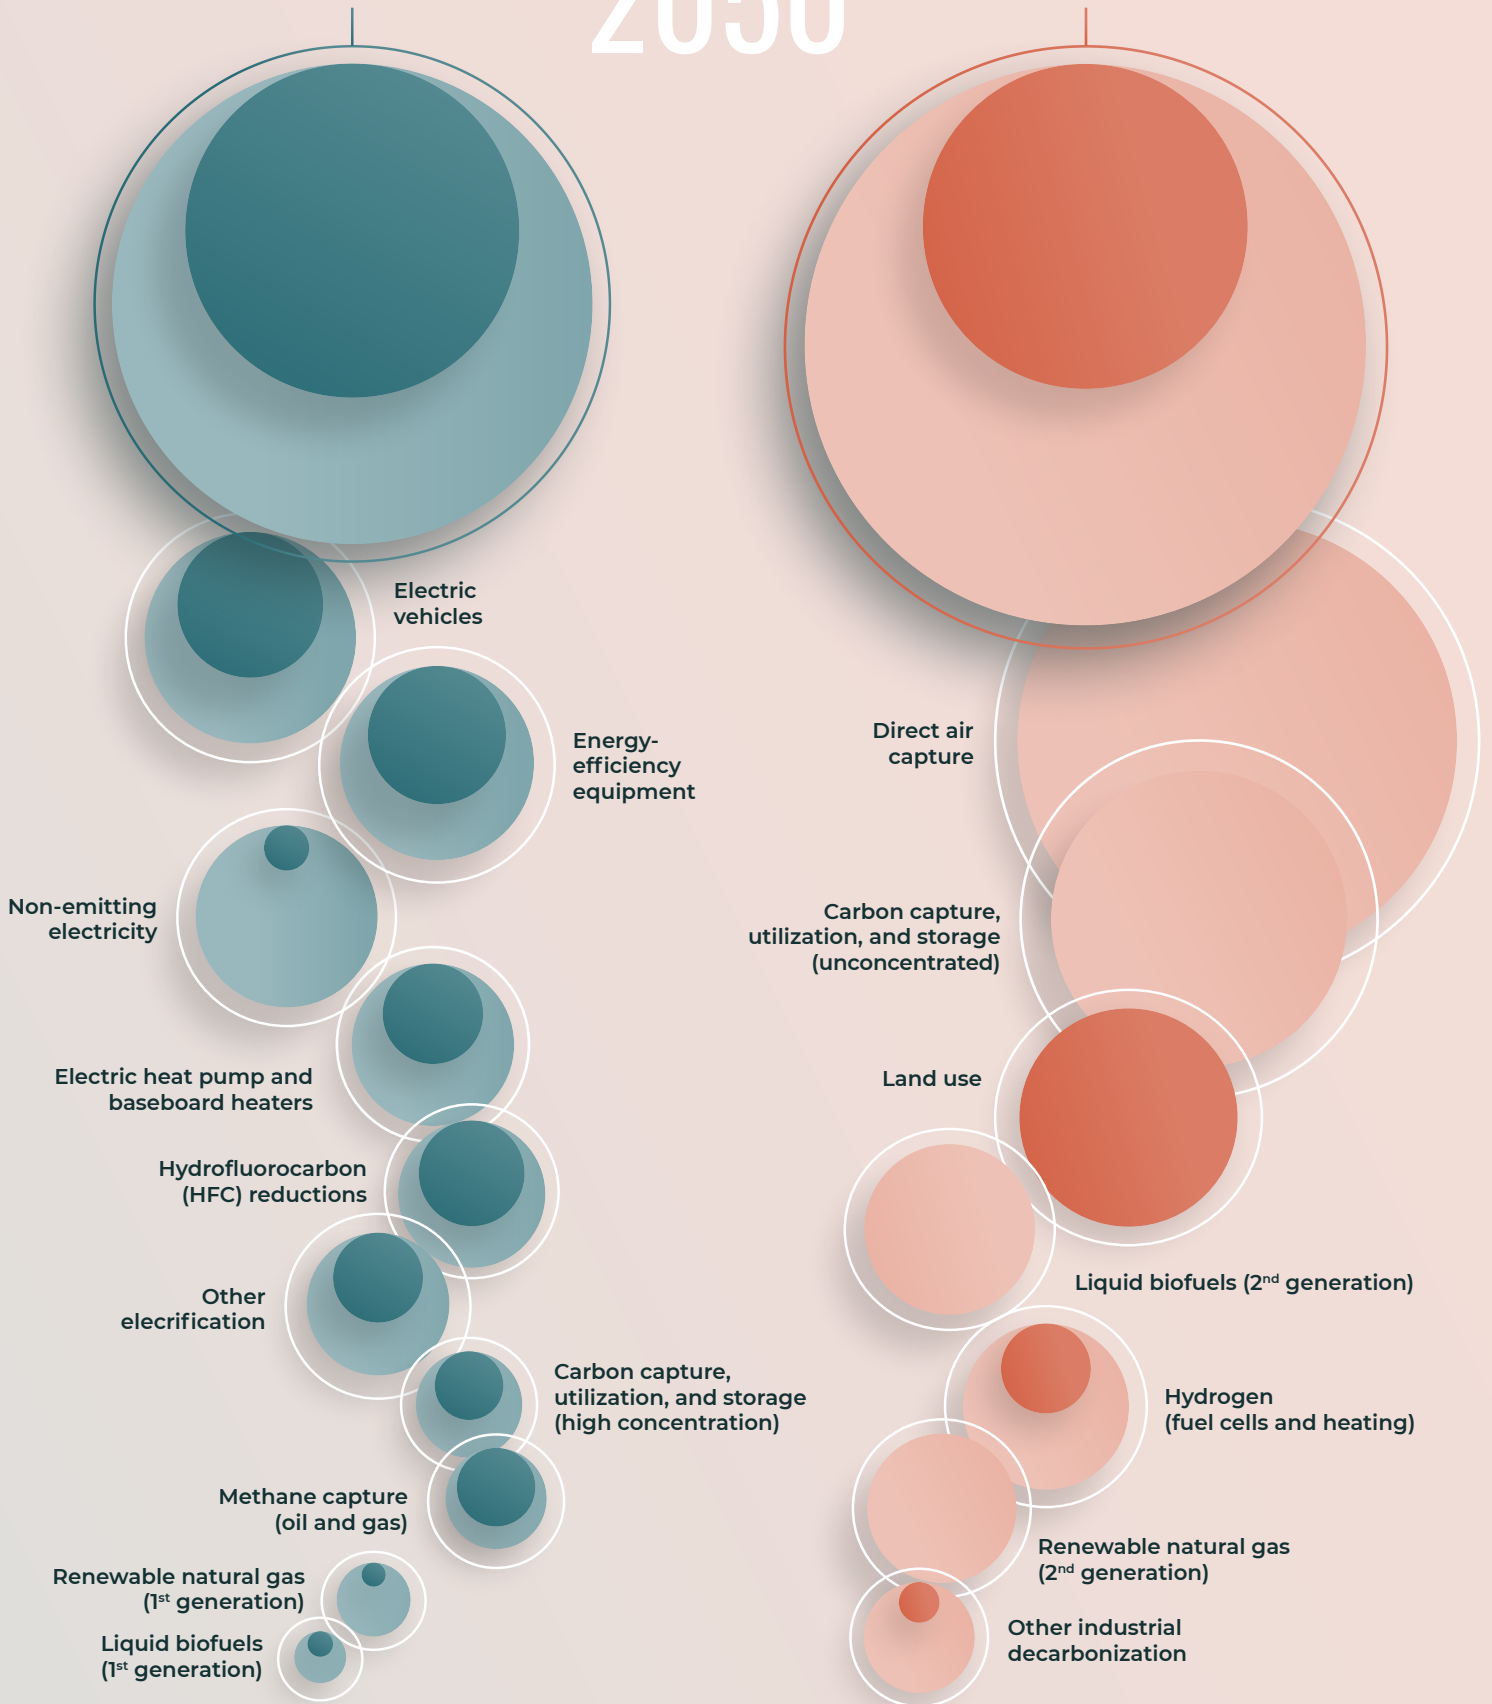 2050
Electric
vehicles
Energy-
efficiency
equipment
Direct air
capture
Non-emitting
electricity
Carbon capture,
utilization, and storage
(unconcentrated)
Electric heat pump and
baseboard heaters
Land use
Hydrofluorocarbon
(HFC) reductions
Other
elecrification
Liquid biofuels (2nd generation)
Carbon capture,
utilization, and storage
(high concentration)
Hydrogen
(fuel cells and heating)
Methane capture
(oil and gas)
Renewable natural gas
(2nd generation)
Renewable natural gas
(1st generation)
Other industrial
decarbonization
Liquid biofuels
(1st generation)